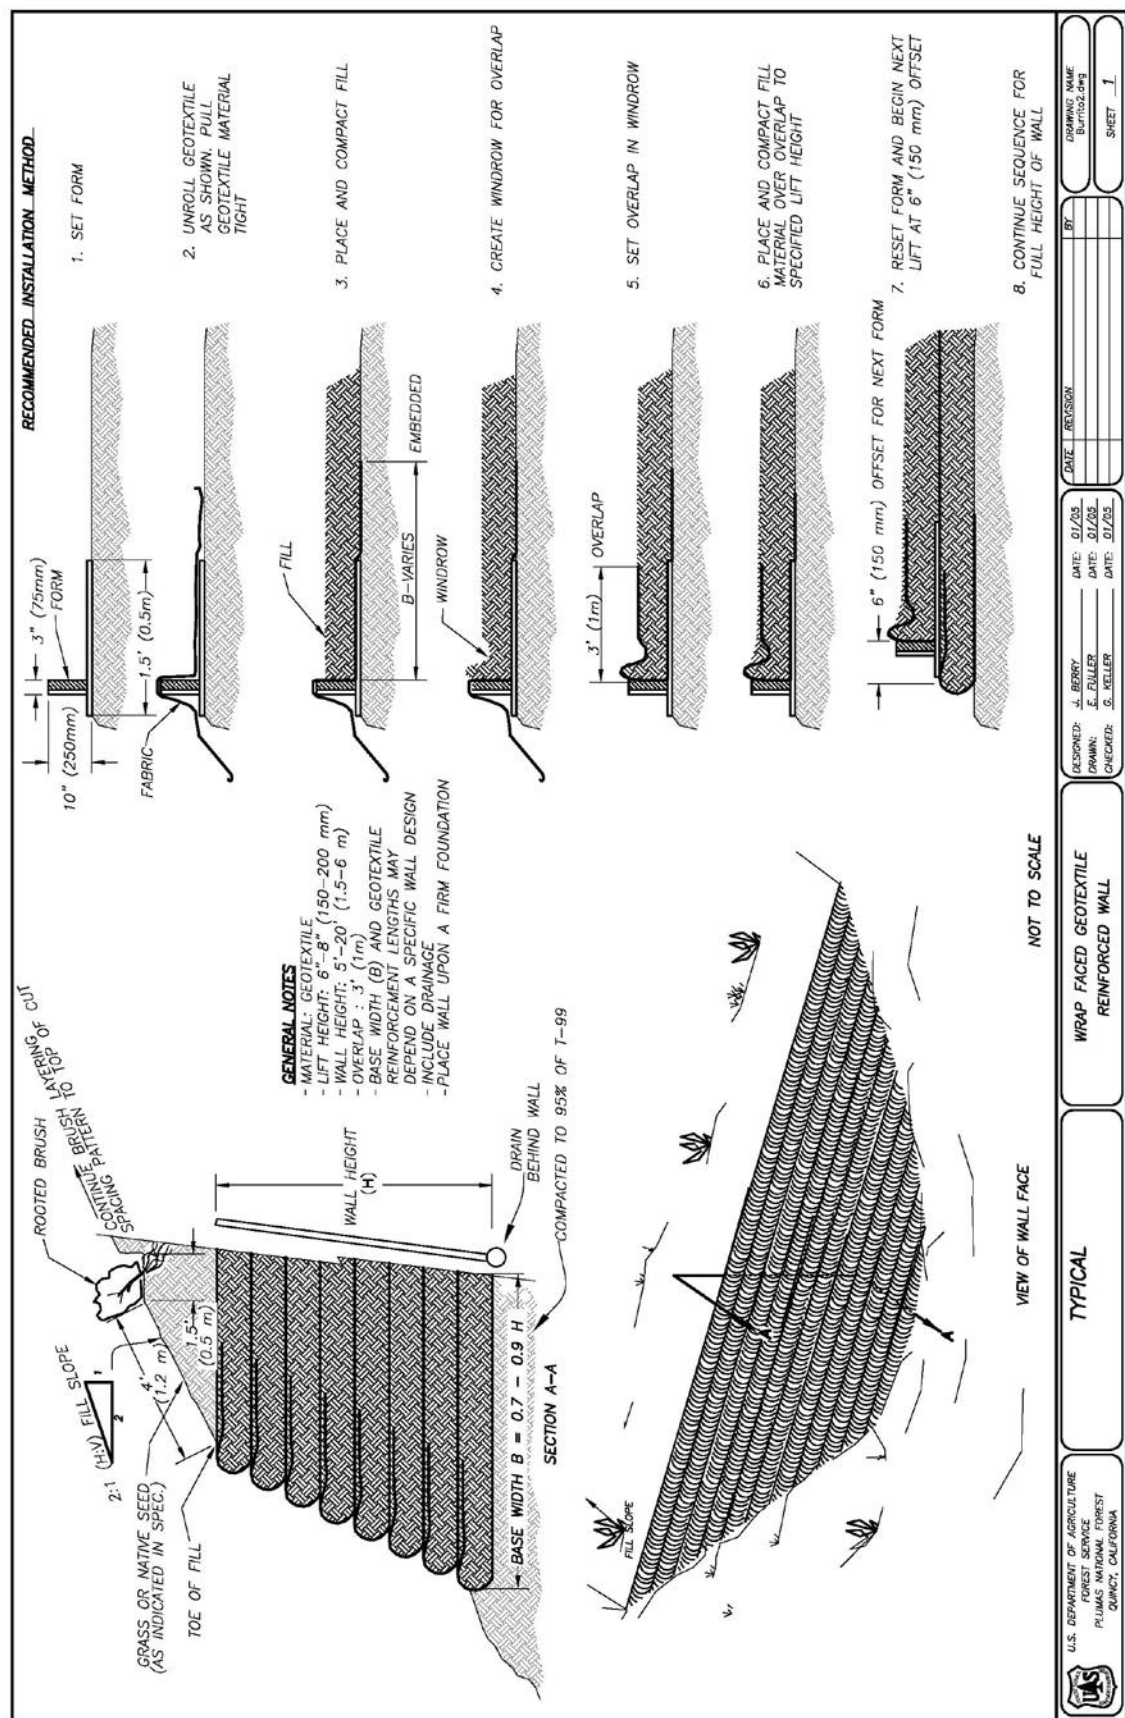 RECOMMENDED INSTALLATION METHOD
10" (250mm)
3" (75mm)
FORM
1.5' (0.5m)
1. SET FORM
FABRIC
2. UNROLL GEOTEXTILE
AS SHOWN. PULL
GEOTEXTILE MATERIAL
TIGHT
FILL
B-VARIES
EMBEDDED
3. PLACE AND COMPACT FILL
WINDROW
4. CREATE WINDROW FOR OVERLAP
3' (1m)
OVERLAP
5. SET OVERLAP IN WINDROW
6. PLACE AND COMPACT FILL
MATERIAL OVER OVERLAP TO
SPECIFIED LIFT HEIGHT
6" (150 mm) OFFSET FOR NEXT FORM
7. RESET FORM AND BEGIN NEXT
LIFT AT 6" (150 mm) OFFSET
8. CONTINUE SEQUENCE FOR
FULL HEIGHT OF WALL
CONTINUE BRUSH LAYERING
SPACING PATTERN TO TOP OF CUT
ROOTED BRUSH
2:1 (H:V) FILL SLOPE
1
2
4'
(1.2 m)
1.5'
(0.5 m)
GRASS OR NATIVE SEED
(AS INDICATED IN SPEC.)
TOE OF FILL
WALL HEIGHT
(H)
DRAIN
BEHIND WALL
COMPACTED TO 95% OF T-99
BASE WIDTH B = 0.7 - 0.9 H
SECTION A-A
GENERAL NOTES
- MATERIAL: GEOTEXTILE
- LIFT HEIGHT: 6"-8" (150-200 mm)
- WALL HEIGHT: 5'-20' (1.5-6 m)
- OVERLAP : 3' (1m)
- BASE WIDTH (B) AND GEOTEXTILE
REINFORCEMENT LENGTHS MAY
DEPEND ON A SPECIFIC WALL DESIGN
- INCLUDE DRAINAGE
- PLACE WALL UPON A FIRM FOUNDATION
FILL SLOPE
A
A
VIEW OF WALL FACE
NOT TO SCALE
U.S. DEPARTMENT OF AGRICULTURE
FOREST SERVICE
PLUMAS NATIONAL FOREST
QUINCY, CALIFORNIA
TYPICAL
WRAP FACED GEOTEXTILE
REINFORCED WALL
DESIGNED: J. BERRY DATE: 01/05
DRAWN: E. FULLER DATE: 01/05
CHECKED: G. KELLER DATE: 01/05
DATE REVISION BY
DRAWING NAME
Burrito2.dwg
SHEET 1